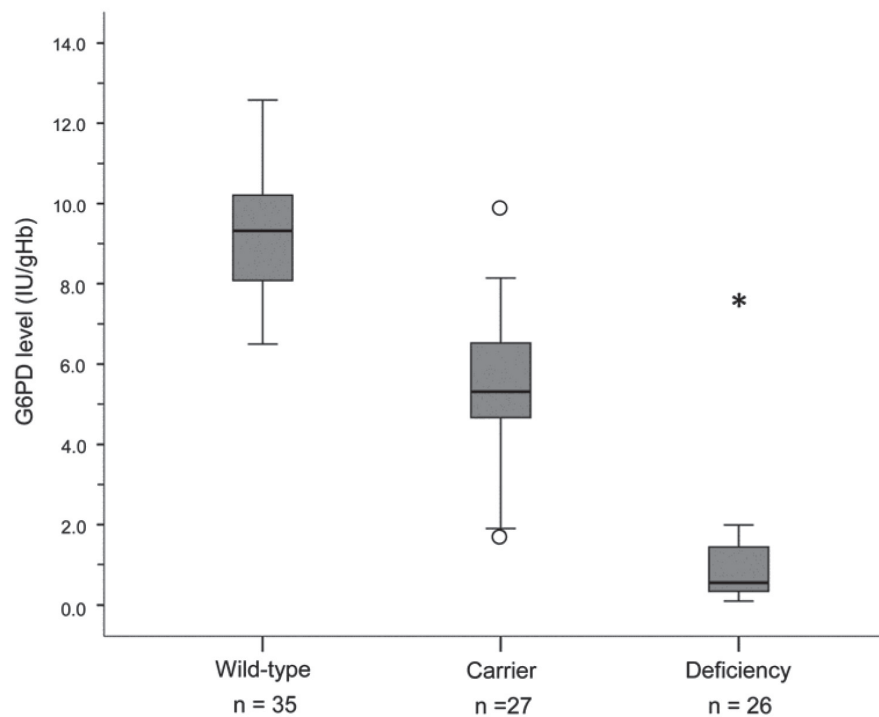 G6PD level (IU/gHb)
14.0
12.0
10.0
8.0
6.0
4.0
2.0
0.0
Wild-type
Carrier
Deficiency
n = 35
n =27
n = 26
*